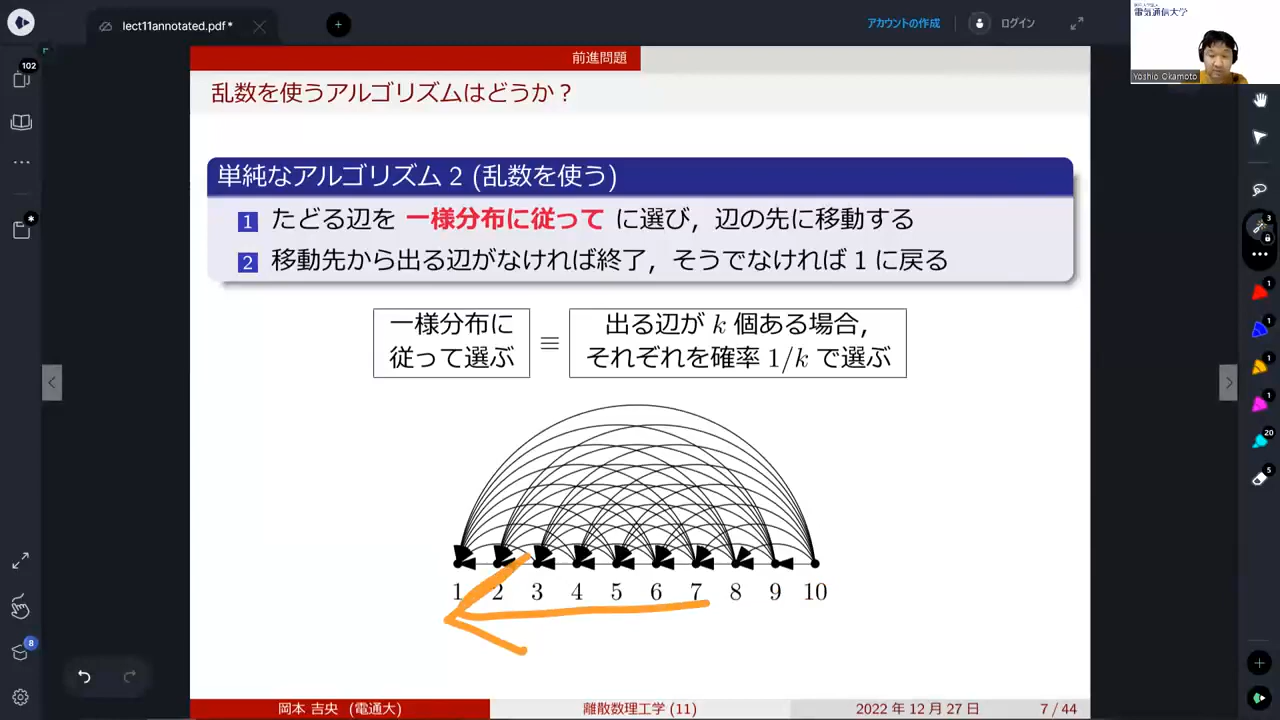 lect11annotated.pdf*
アカウントの作成
ログイン
電気通信大学
Yoshio Okamoto
102
前進問題
乱数を使うアルゴリズムはどうか？
単純なアルゴリズム 2 (乱数を使う)
1 たどる辺を 一様分布に従って に選び，辺の先に移動する
2 移動先から出る辺がなければ終了，そうでなければ 1 に戻る
一様分布に
従って選ぶ
≡
出る辺が k 個ある場合，
それぞれを確率 1/k で選ぶ
1 2 3 4 5 6 7 8 9 10
3
1
1
1
1
20
5
8
岡本 吉央 (電通大)
離散数理工学 (11)
2022 年 12 月 27 日
7 / 44